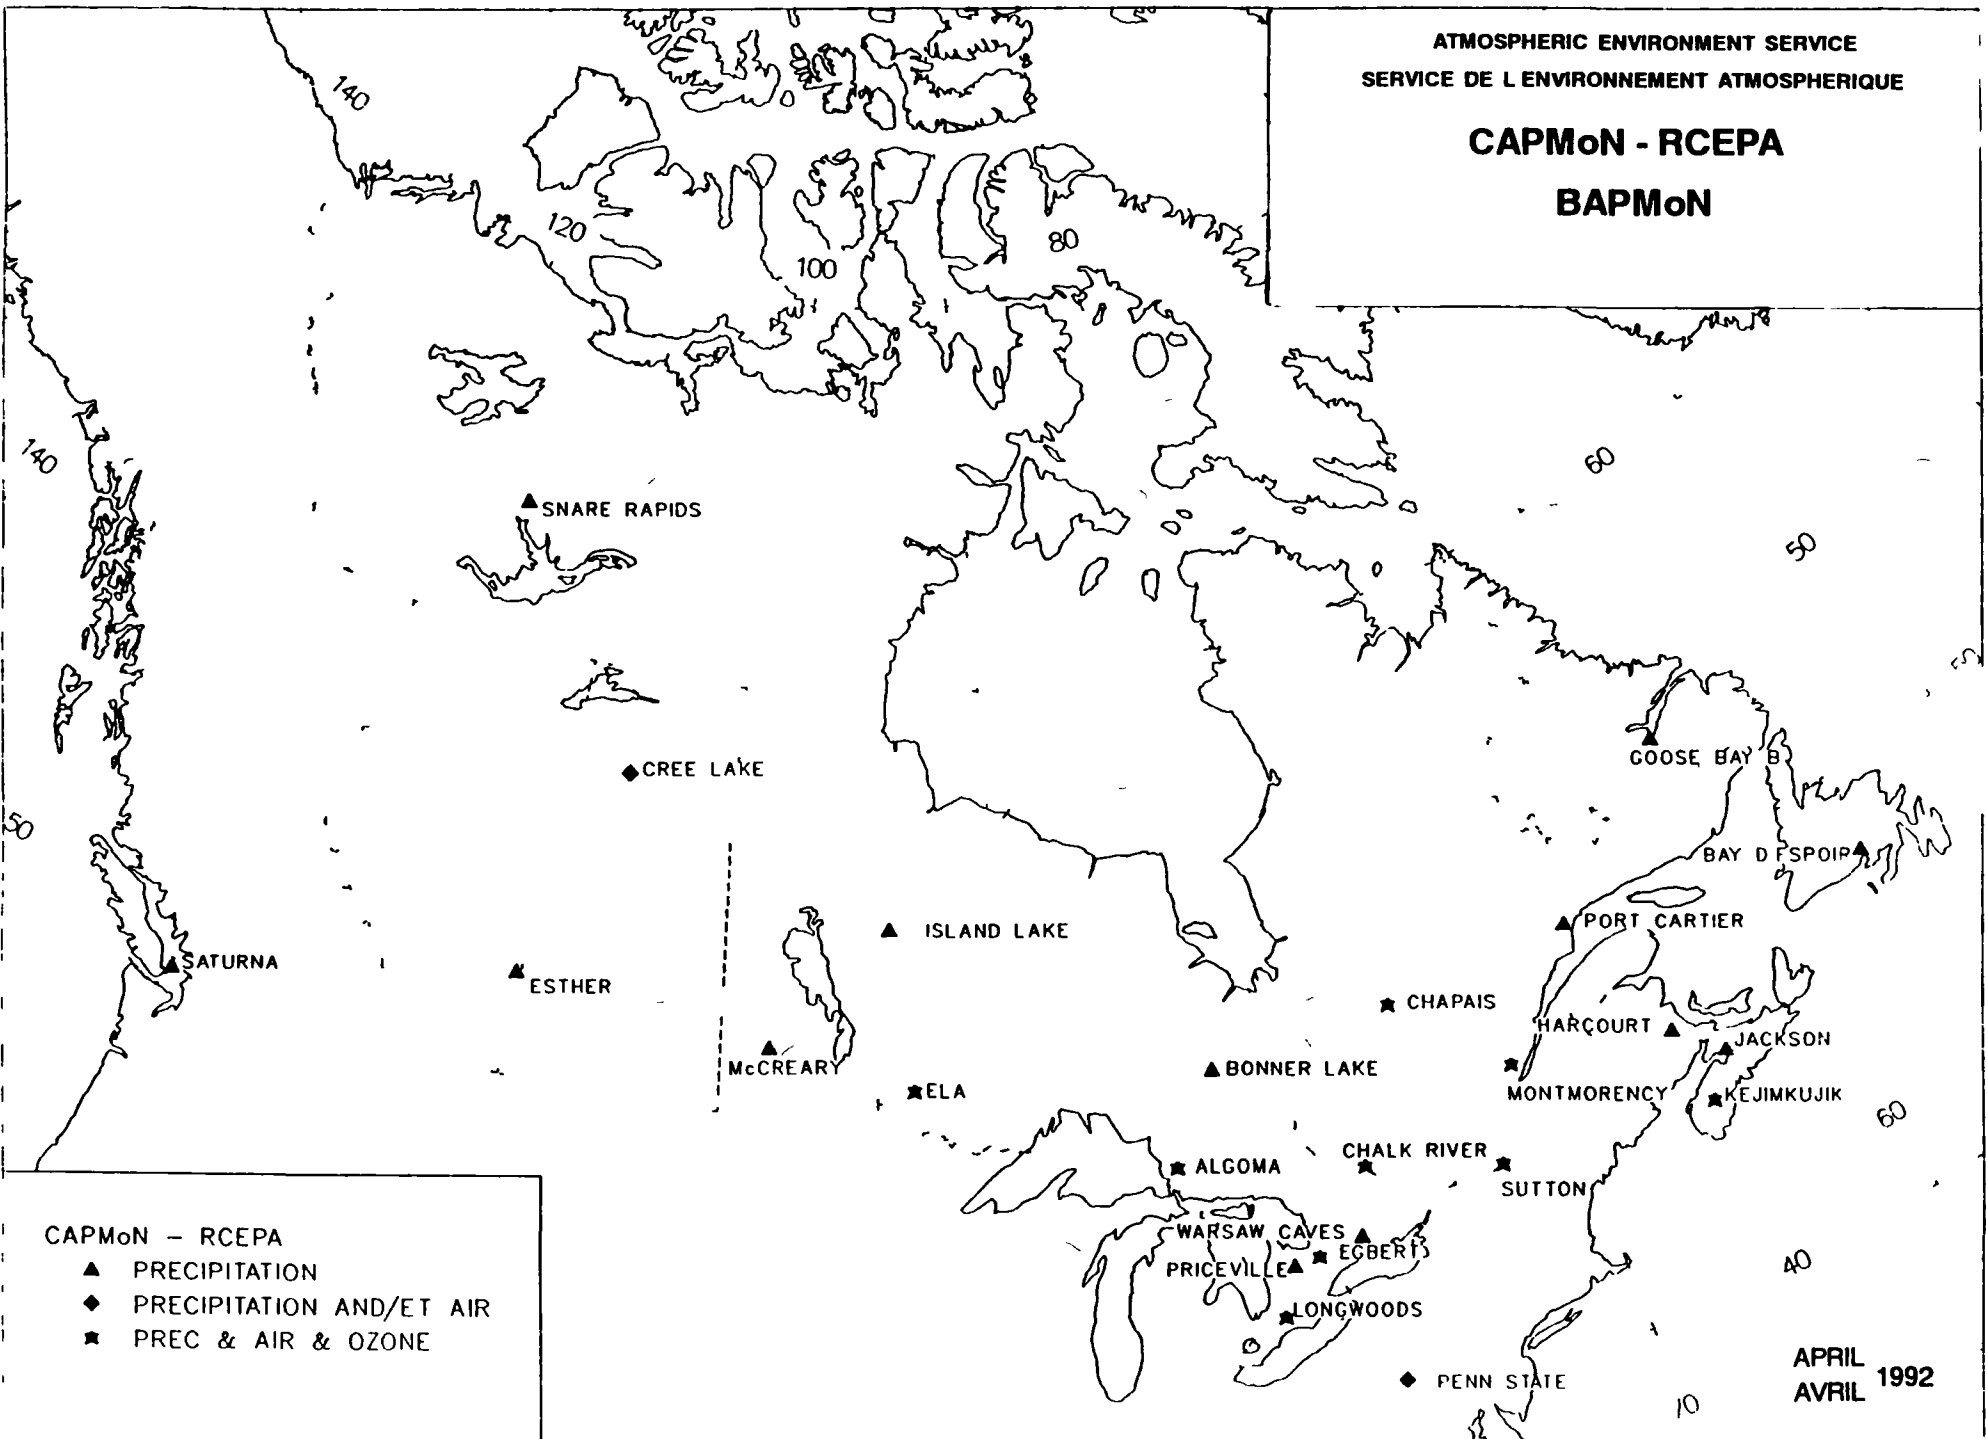 ATMOSPHERIC ENVIRONMENT SERVICE
SERVICE DE L ENVIRONNEMENT ATMOSPHERIQUE
CAPMoN - RCEPA
BAPMoN
140
120
100
80
140
60
50
SNARE RAPIDS
CREE LAKE
GOOSE BAY B
50
BAY D ESPOIR
ISLAND LAKE
PORT CARTIER
SATURNA
ESTHER
CHAPAIS
HARCOURT
JACKSON
McCREARY
BONNER LAKE
ELA
MONTMORENCY
KEJIMKUJIK
60
CHALK RIVER
ALGOMA
SUTTON
WARSAW CAVES
EGBERT
PRICEVILLE
40
LONGWOODS
PENN STATE
CAPMoN - RCEPA
PRECIPITATION
PRECIPITATION AND/ET AIR
PREC & AIR & OZONE
APRIL
AVRIL 1992